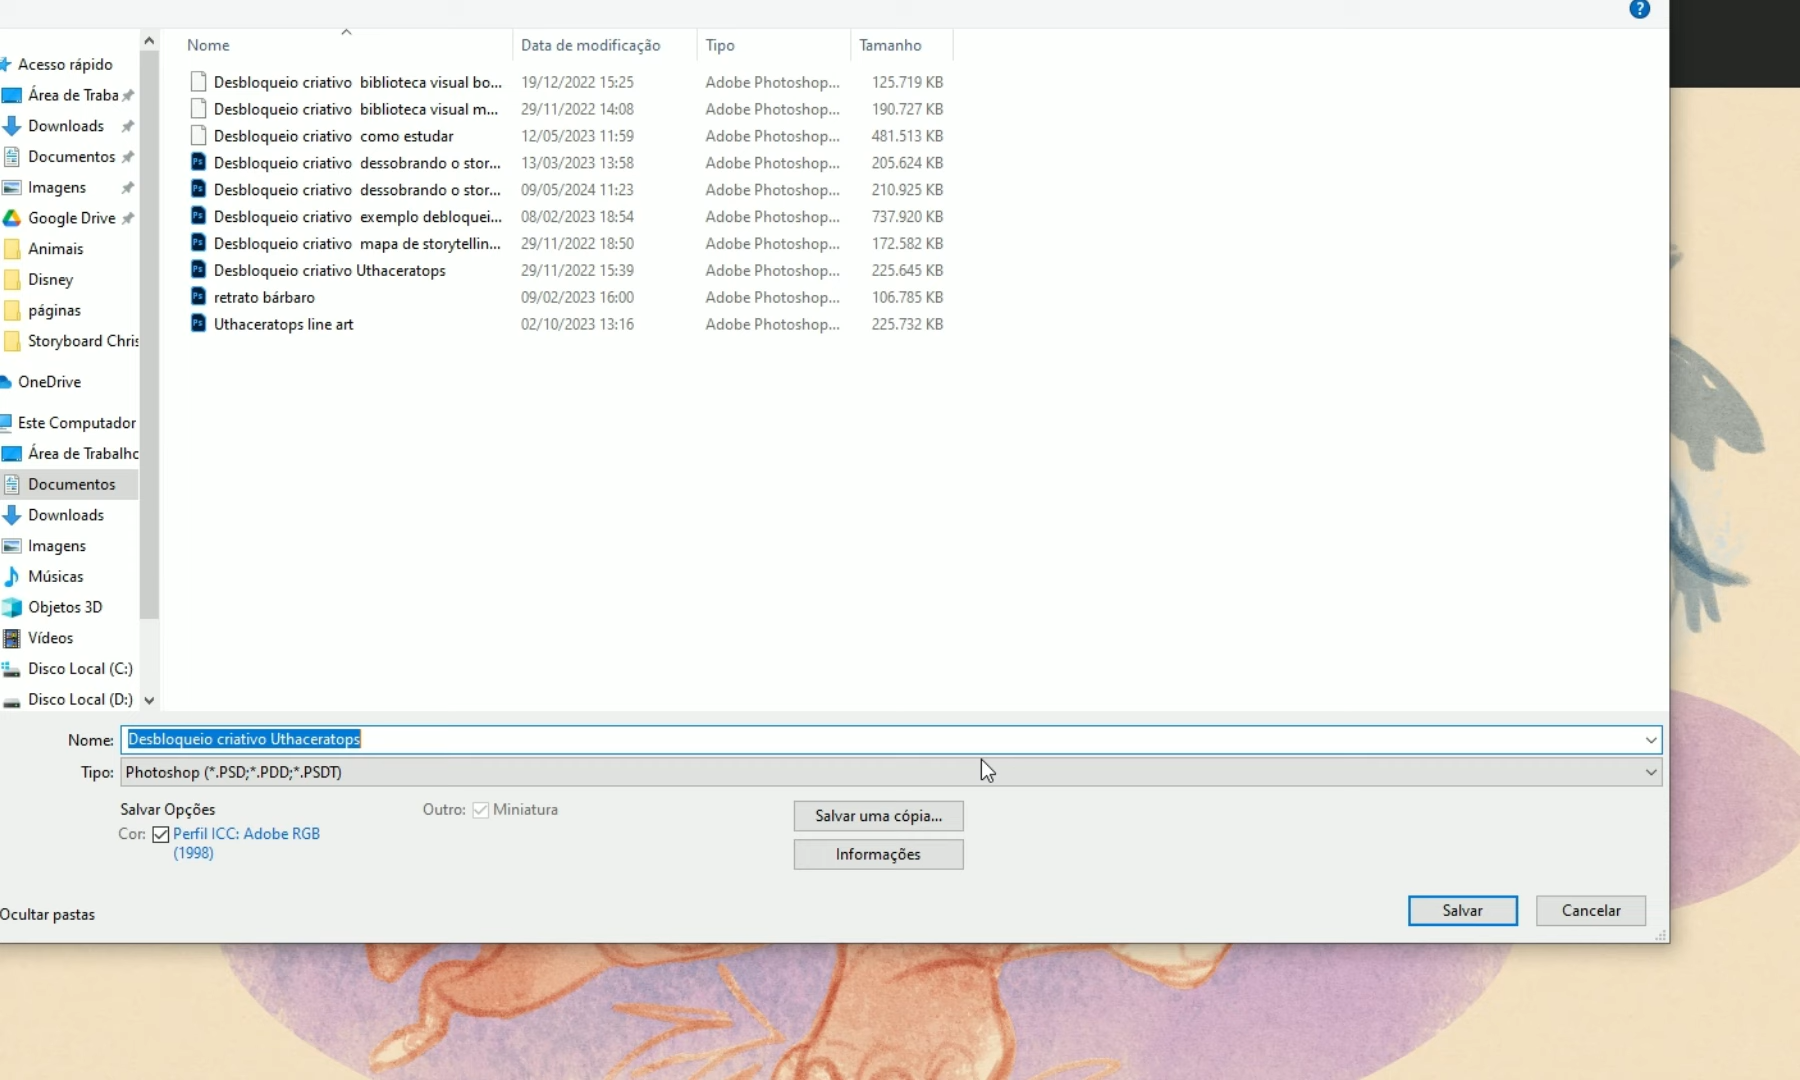 ?
Nome Data de modificação Tipo Tamanho
Desbloqueio criativo  biblioteca visual bo... 19/12/2022 15:25 Adobe Photoshop... 125.719 KB
Desbloqueio criativo  biblioteca visual m... 29/11/2022 14:08 Adobe Photoshop... 190.727 KB
Desbloqueio criativo  como estudar 12/05/2023 11:59 Adobe Photoshop... 481.513 KB
Desbloqueio criativo  dessobrando o stor... 13/03/2023 13:58 Adobe Photoshop... 205.624 KB
Desbloqueio criativo  dessobrando o stor... 09/05/2024 11:23 Adobe Photoshop... 210.925 KB
Desbloqueio criativo  exemplo debloquei... 08/02/2023 18:54 Adobe Photoshop... 737.920 KB
Desbloqueio criativo  mapa de storytellin... 29/11/2022 18:50 Adobe Photoshop... 172.582 KB
Desbloqueio criativo Uthaceratops 29/11/2022 15:39 Adobe Photoshop... 225.645 KB
retrato bárbaro 09/02/2023 16:00 Adobe Photoshop... 106.785 KB
Uthaceratops line art 02/10/2023 13:16 Adobe Photoshop... 225.732 KB
Acesso rápido
Área de Traba
Downloads
Documentos
Imagens
Google Drive
Animais
Disney
páginas
Storyboard Chris
OneDrive
Este Computador
Área de Trabalho
Documentos
Downloads
Imagens
Músicas
Objetos 3D
Vídeos
Disco Local (C:)
Disco Local (D:)
Nome: Desbloqueio criativo Uthaceratops
Tipo: Photoshop (*.PSD;*.PDD;*.PSDT)
Salvar Opções
Cor: Perfil ICC: Adobe RGB
(1998)
Outro: Miniatura
Salvar uma cópia...
Informações
Ocultar pastas
Salvar
Cancelar